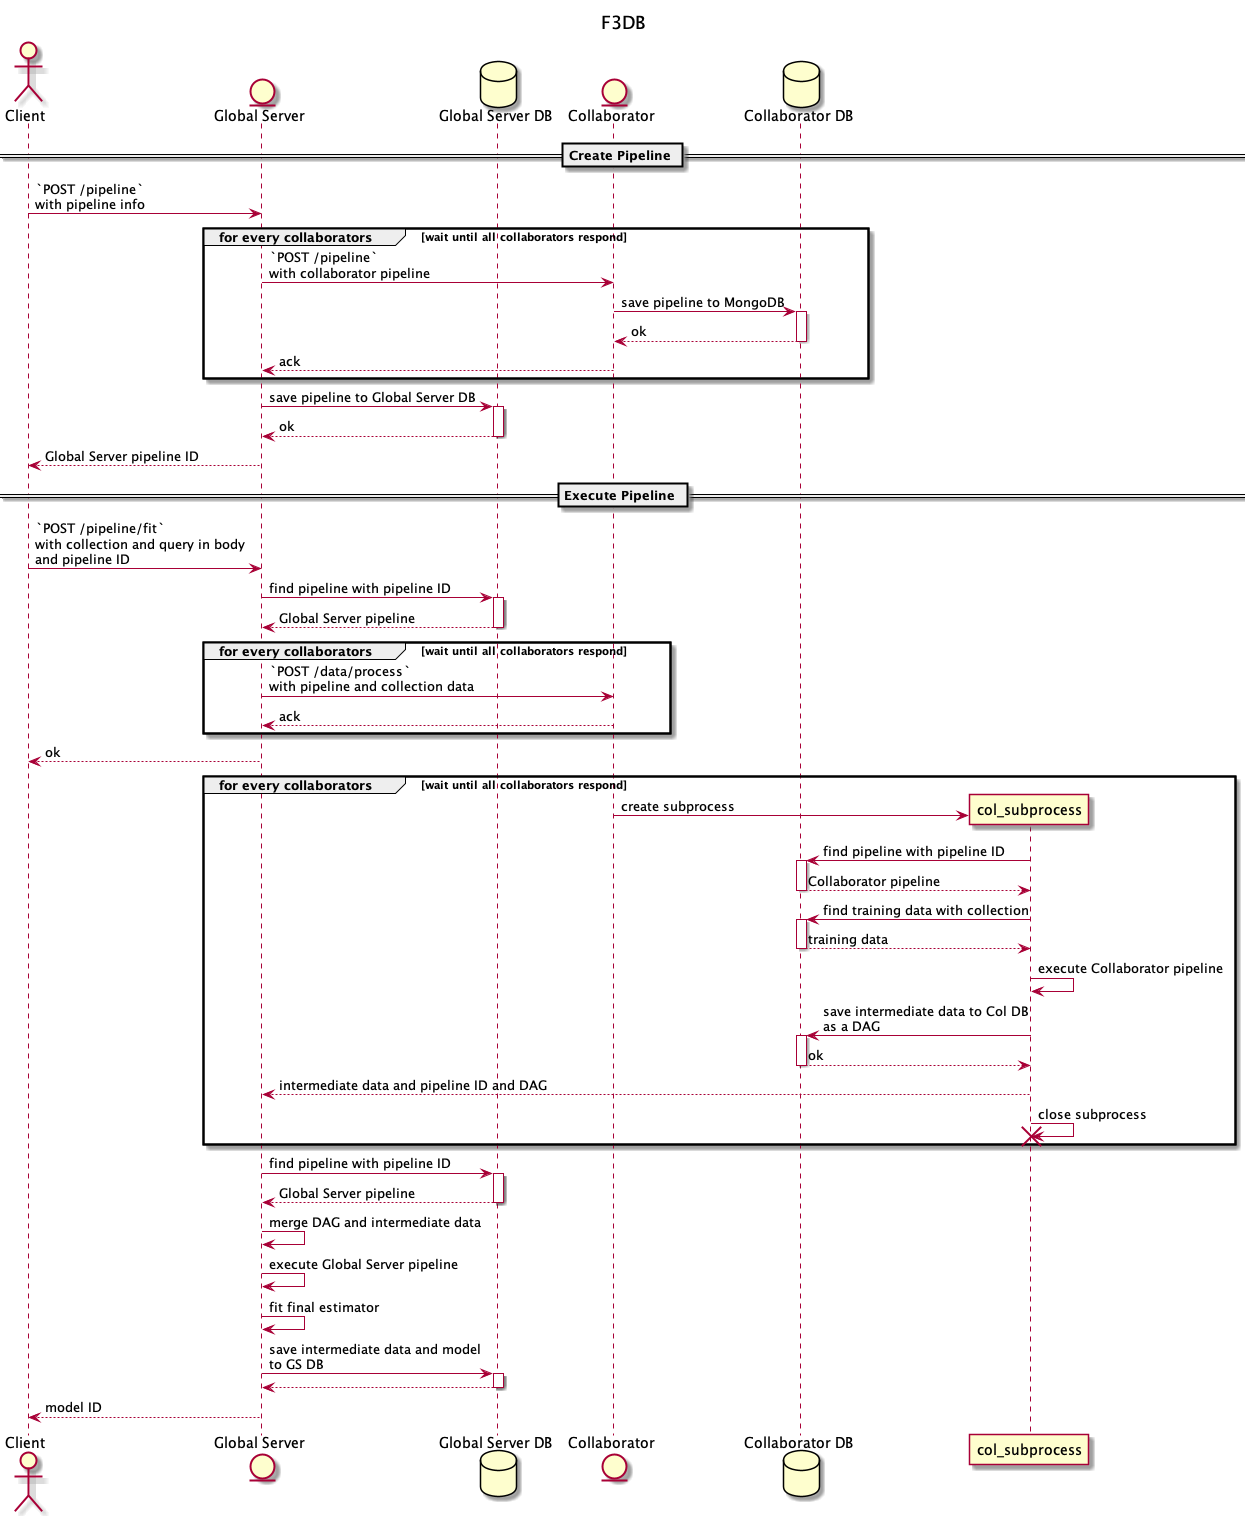 F3DB
Client
Global Server
Global Server DB
Collaborator
Collaborator DB
Create Pipeline
`POST /pipeline`
with pipeline info
for every collaborators
[wait until all collaborators respond]
`POST /pipeline`
with collaborator pipeline
save pipeline to MongoDB
ok
ack
save pipeline to Global Server DB
ok
Global Server pipeline ID
Execute Pipeline
`POST /pipeline/fit`
with collection and query in body
and pipeline ID
find pipeline with pipeline ID
Global Server pipeline
for every collaborators
[wait until all collaborators respond]
`POST /data/process`
with pipeline and collection data
ack
ok
for every collaborators
[wait until all collaborators respond]
create subprocess
col_subprocess
find pipeline with pipeline ID
Collaborator pipeline
find training data with collection
training data
execute Collaborator pipeline
save intermediate data to Col DB
as a DAG
ok
intermediate data and pipeline ID and DAG
close subprocess
find pipeline with pipeline ID
Global Server pipeline
merge DAG and intermediate data
execute Global Server pipeline
fit final estimator
save intermediate data and model
to GS DB
model ID
Client
Global Server
Global Server DB
Collaborator
Collaborator DB
col_subprocess